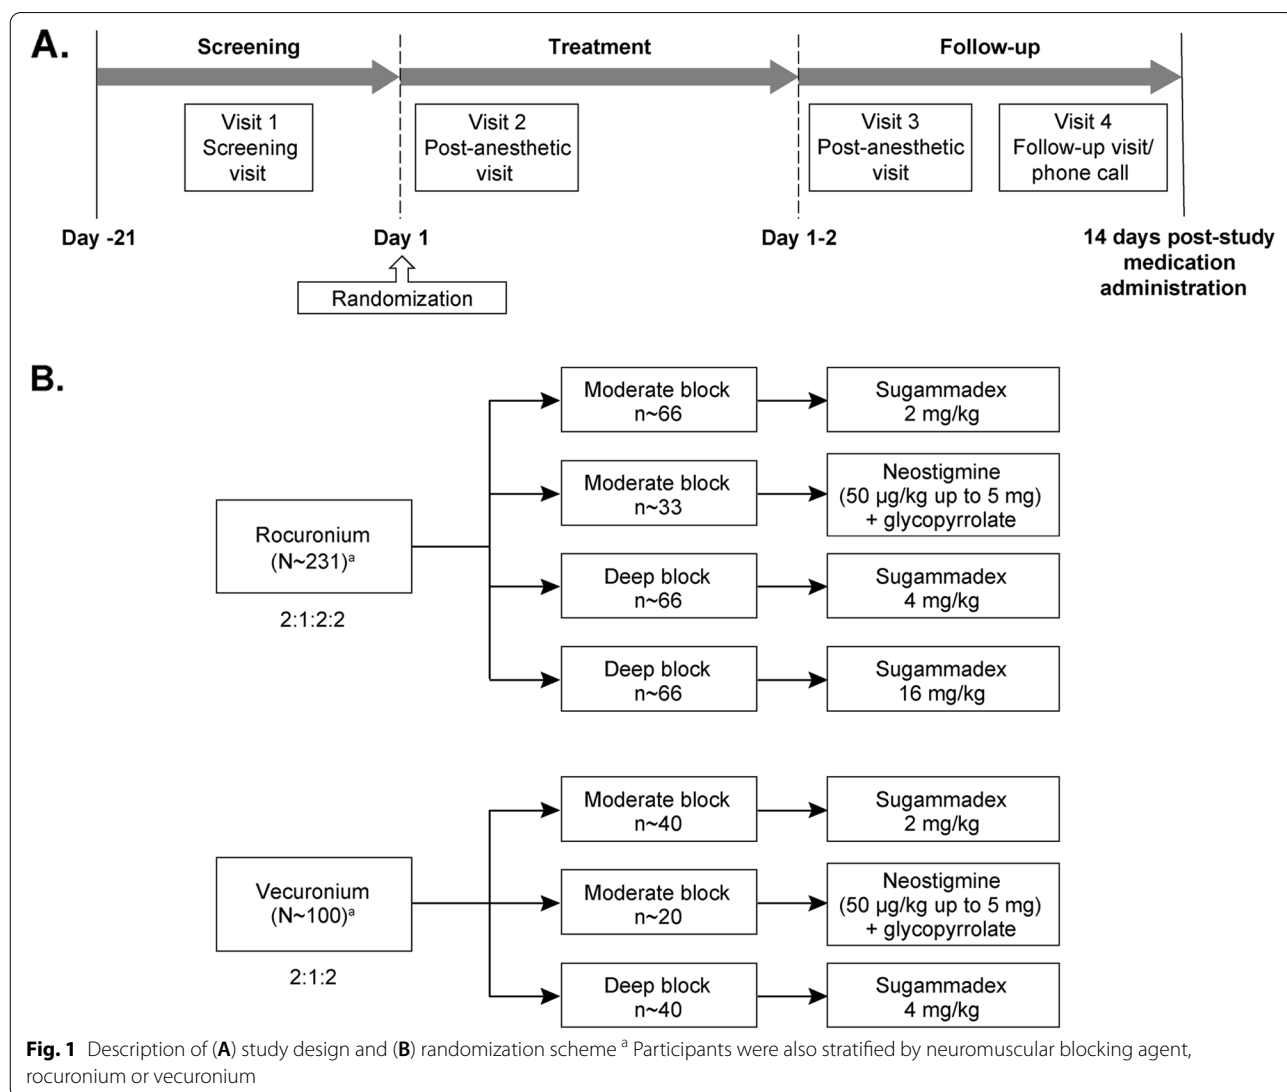 A.
Screening
Treatment
Follow-up
Visit 1
Screening
visit
Visit 2
Post-anesthetic
visit
Visit 3
Post-anesthetic
visit
Visit 4
Follow-up visit/
phone call
Day -21
Day 1
Day 1-2
14 days post-study
medication
administration
Randomization
B.
Rocuronium
(N~231)ᵃ
2:1:2:2
Moderate block
n~66
Sugammadex
2 mg/kg
Moderate block
n~33
Neostigmine
(50 µg/kg up to 5 mg)
+ glycopyrrolate
Deep block
n~66
Sugammadex
4 mg/kg
Deep block
n~66
Sugammadex
16 mg/kg
Vecuronium
(N~100)ᵃ
2:1:2
Moderate block
n~40
Sugammadex
2 mg/kg
Moderate block
n~20
Neostigmine
(50 µg/kg up to 5 mg)
+ glycopyrrolate
Deep block
n~40
Sugammadex
4 mg/kg
Fig. 1 Description of (A) study design and (B) randomization scheme ᵃ Participants were also stratified by neuromuscular blocking agent,
rocuronium or vecuronium